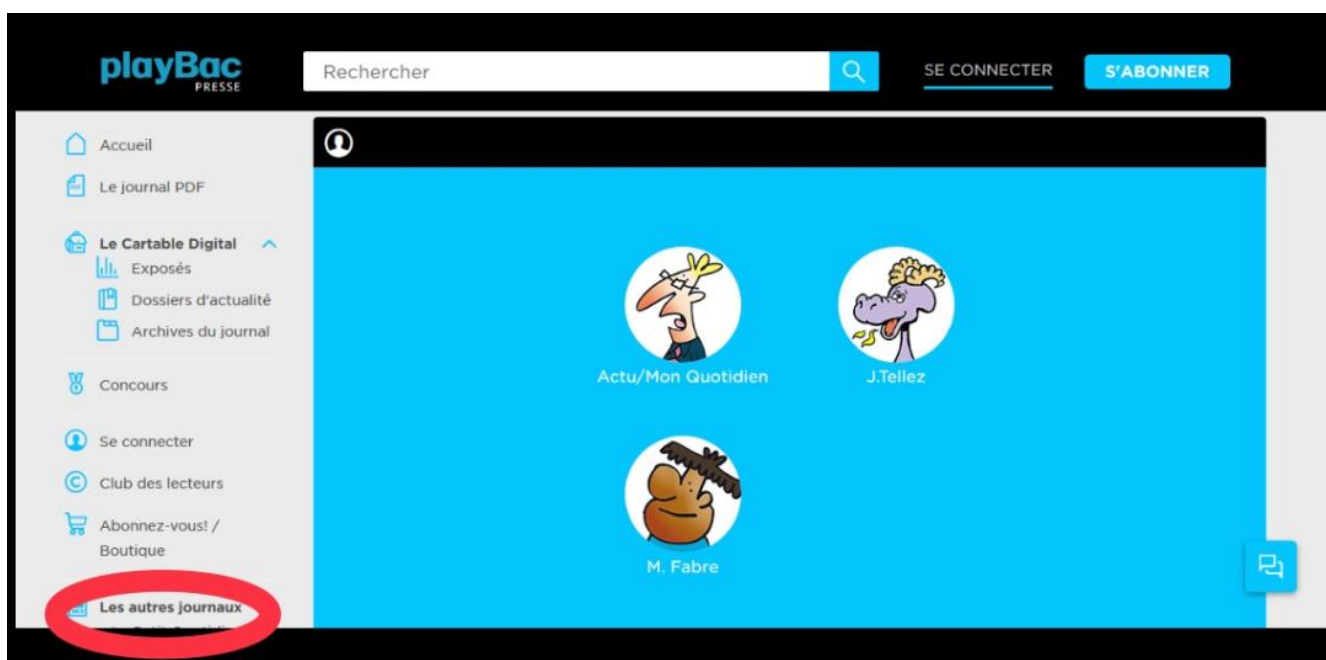 playBac
PRESSE
Rechercher
SE CONNECTER
S'ABONNER
Accueil
Le journal PDF
Le Cartable Digital
Exposés
Dossiers d'actualité
Archives du journal
Concours
Se connecter
Club des lecteurs
Abonnez-vous! /
Boutique
Les autres journaux
Actu/Mon Quotidien
J.Tellez
M. Fabre